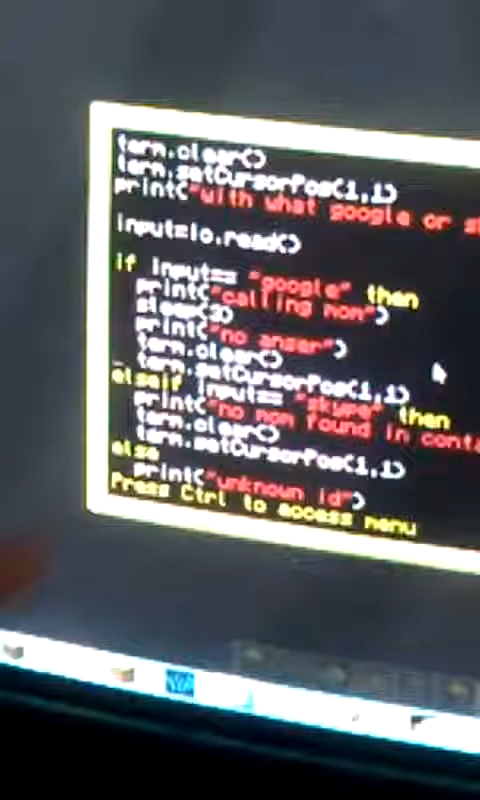 term.clear()
term.setCursorPos(1,1)
print("with what google or
input=io.read()
if input== "google" then
print("calling mom")
sleep(3)
print("no anser")
term.clear()
term.setCursorPos(1,1)
elseif input== "skype" then
print("no mom found in
term.clear()
term.setCursorPos(1,1)
else
print("unknown id")
Press Ctrl to access menu